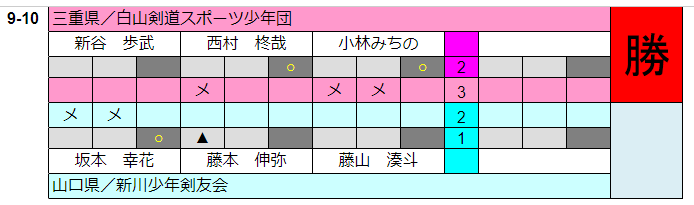 9-10 三重県／白山剣道スポーツ少年団 勝
新谷　歩武 西村　柊哉 小林みちの
○ ○ 2
メ メ メ 3
メ メ 2
○ ▲ 1
坂本　幸花 藤本　伸弥 藤山　湊斗
山口県／新川少年剣友会